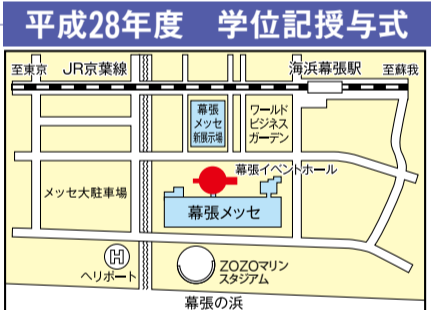 平成28年度 学位記授与式
至東京
JR京葉線
海浜幕張駅
至蘇我
幕張
メッセ
新展示場
ワールド
ビジネス
ガーデン
幕張イベントホール
メッセ大駐車場
幕張メッセ
H
ヘリポート
ZOZOマリン
スタジアム
幕張の浜